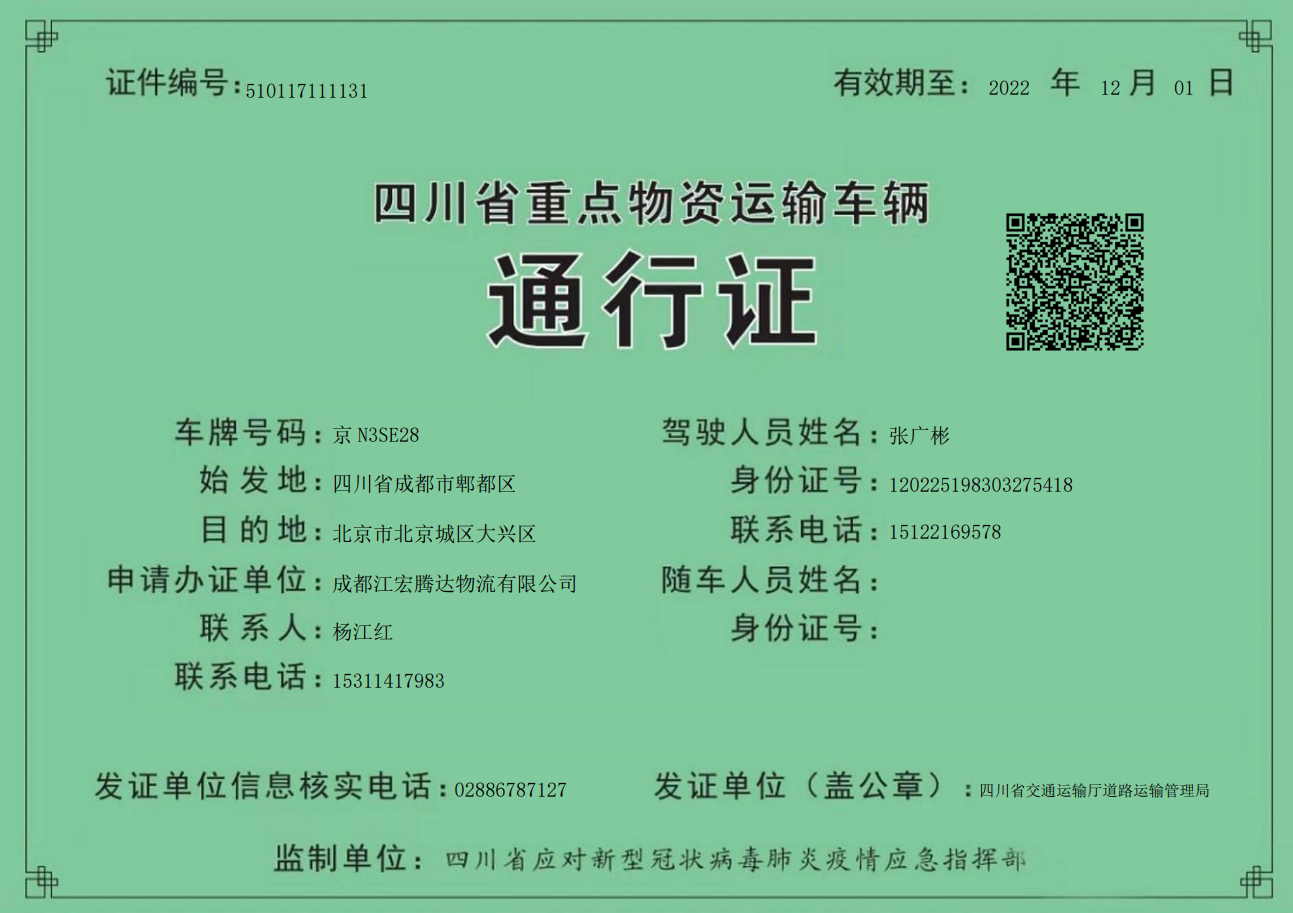 证件编号:510117111131 有效期至: 2022 年 12 月 01 日
四川省重点物资运输车辆
通行证
车牌号码:京 N3SE28 驾驶人员姓名:张广彬
始发地:四川省成都市郫都区 身份证号:120225198303275418
目的地:北京市北京城区大兴区 联系电话:15122169578
申请办证单位:成都江宏腾达物流有限公司 随车人员姓名:
联系人:杨江红 身份证号:
联系电话:15311417983
发证单位信息核实电话:02886787127 发证单位（盖公章）:四川省交通运输厅道路运输管理局
监制单位: 四川省应对新型冠状病毒肺炎疫情应急指挥部